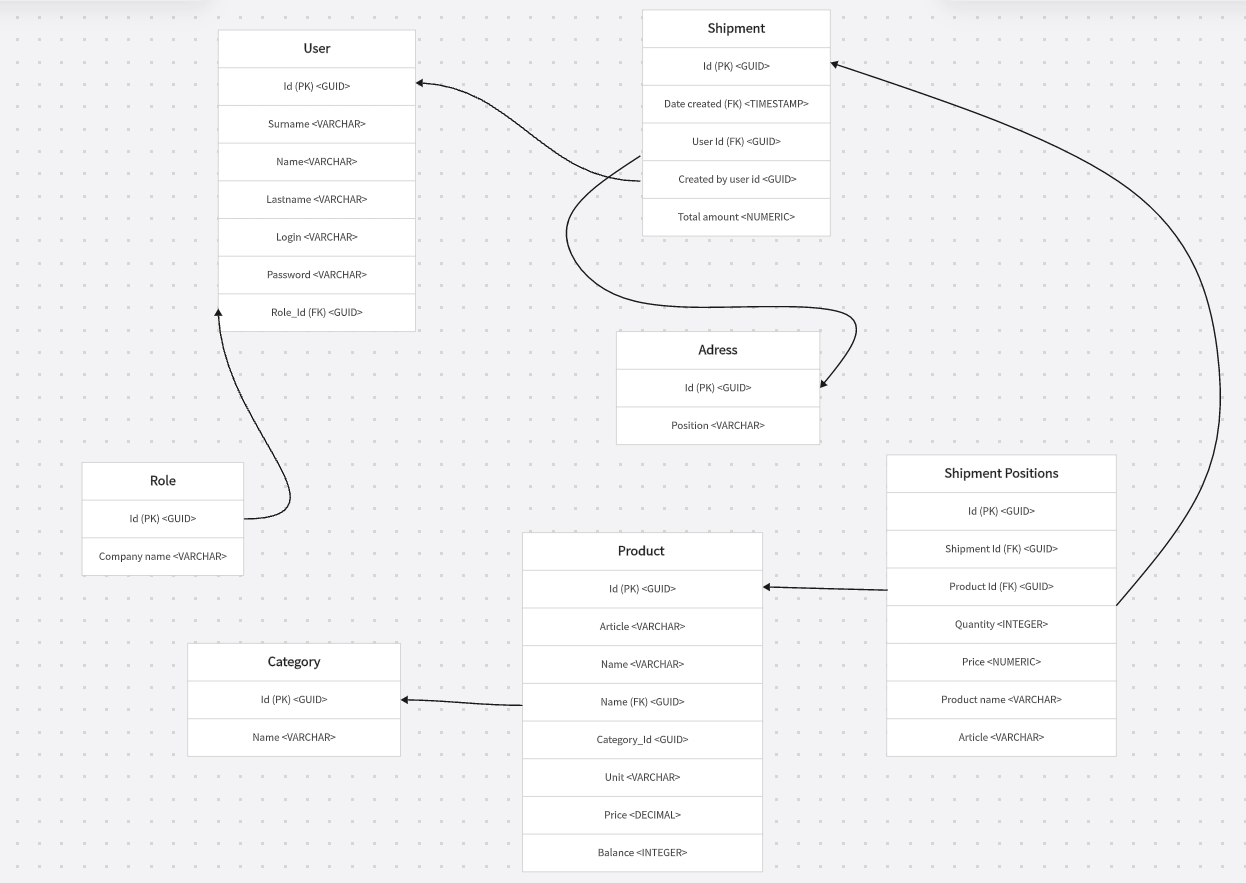 User
Id (PK) <GUID>
Surname <VARCHAR>
Name<VARCHAR>
Lastname <VARCHAR>
Login <VARCHAR>
Password <VARCHAR>
Role_Id (FK) <GUID>
Shipment
Id (PK) <GUID>
Date created (FK) <TIMESTAMP>
User Id (FK) <GUID>
Created by user id <GUID>
Total amount <NUMERIC>
Adress
Id (PK) <GUID>
Position <VARCHAR>
Role
Id (PK) <GUID>
Company name <VARCHAR>
Shipment Positions
Id (PK) <GUID>
Shipment Id (FK) <GUID>
Product Id (FK) <GUID>
Quantity <INTEGER>
Price <NUMERIC>
Product name <VARCHAR>
Article <VARCHAR>
Product
Id (PK) <GUID>
Article <VARCHAR>
Name <VARCHAR>
Name (FK) <GUID>
Category_Id <GUID>
Unit <VARCHAR>
Price <DECIMAL>
Balance <INTEGER>
Category
Id (PK) <GUID>
Name <VARCHAR>